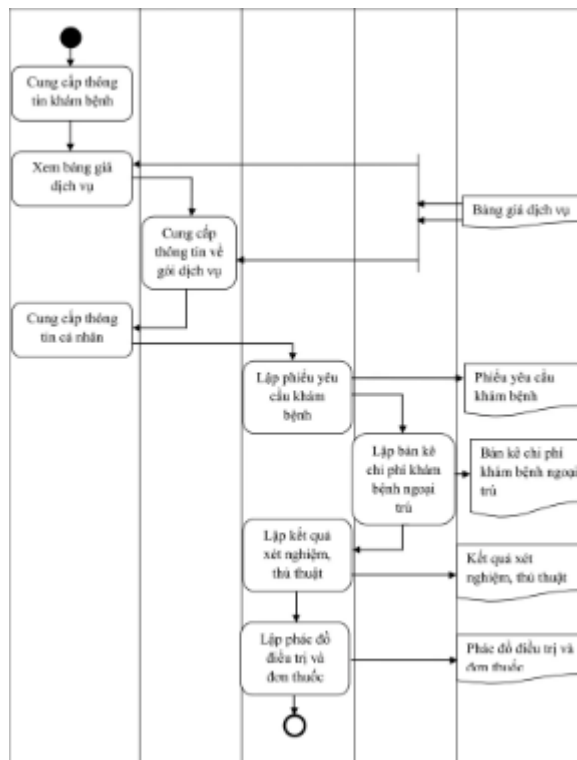 Cung cấp thông
tin khám bệnh
Xem bảng giá
dịch vụ
Bảng giá dịch vụ
Cung cấp
thông tin về
gói dịch vụ
Cung cấp thông
tin cá nhân
Lập phiếu yêu
cầu khám
bệnh
Phiếu yêu cầu
khám bệnh
Lập bản kê
chi phí khám
bệnh ngoại
trú
Bản kê chi phí
khám bệnh ngoại
trú
Lập kết quả
xét nghiệm,
thủ thuật
Kết quả xét
nghiệm, thủ thuật
Lập phác đồ
điều trị và
đơn thuốc
Phác đồ điều trị và
đơn thuốc